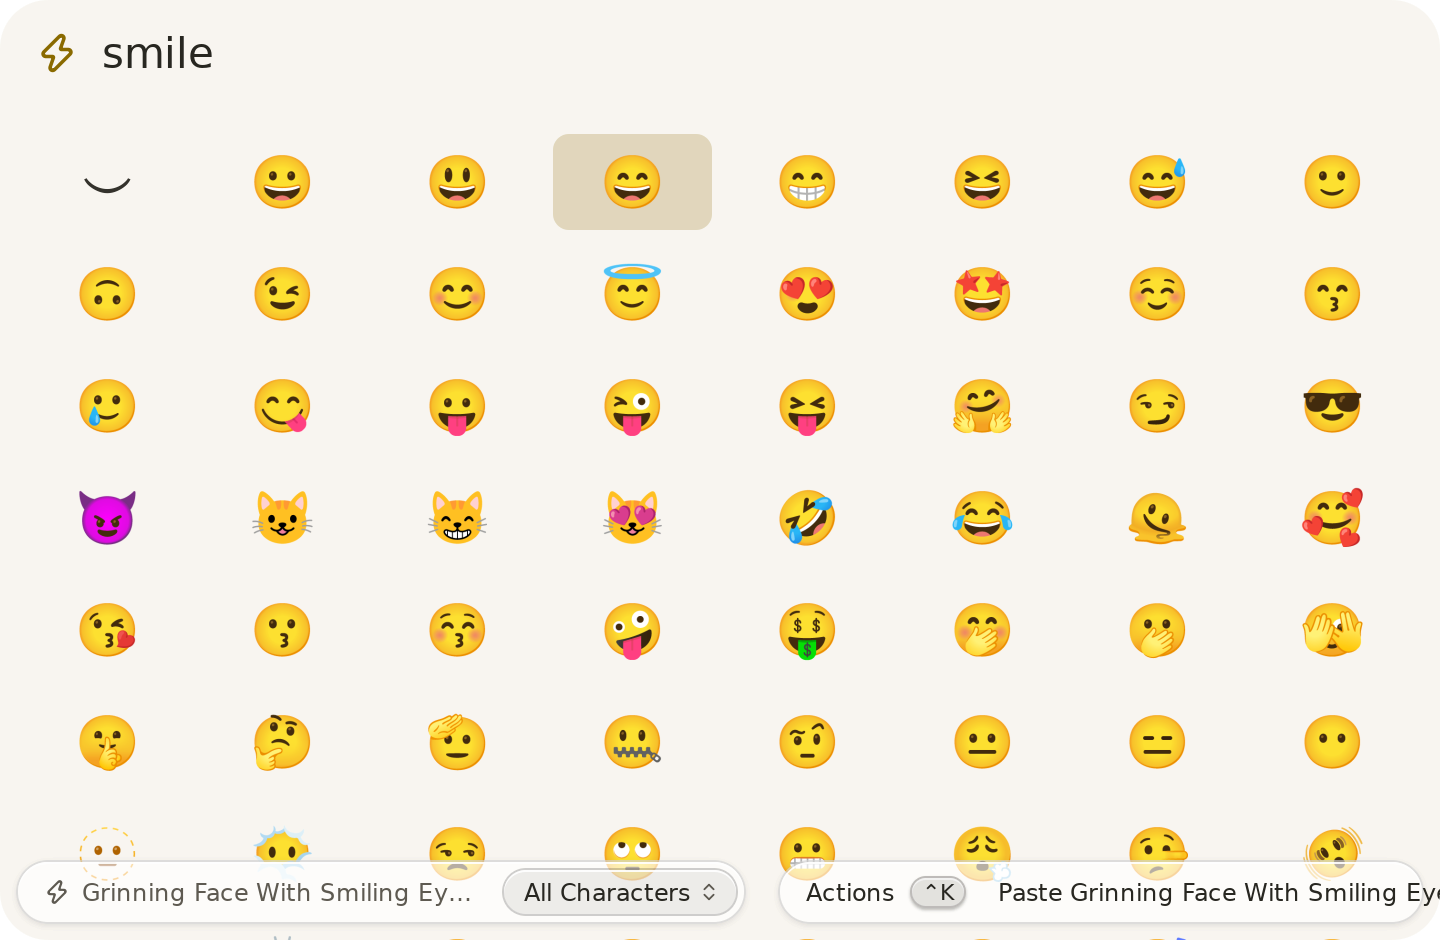 smile
Grinning Face With Smiling Ey...
All Characters
Actions ^K Paste Grinning Face With Smiling Eye